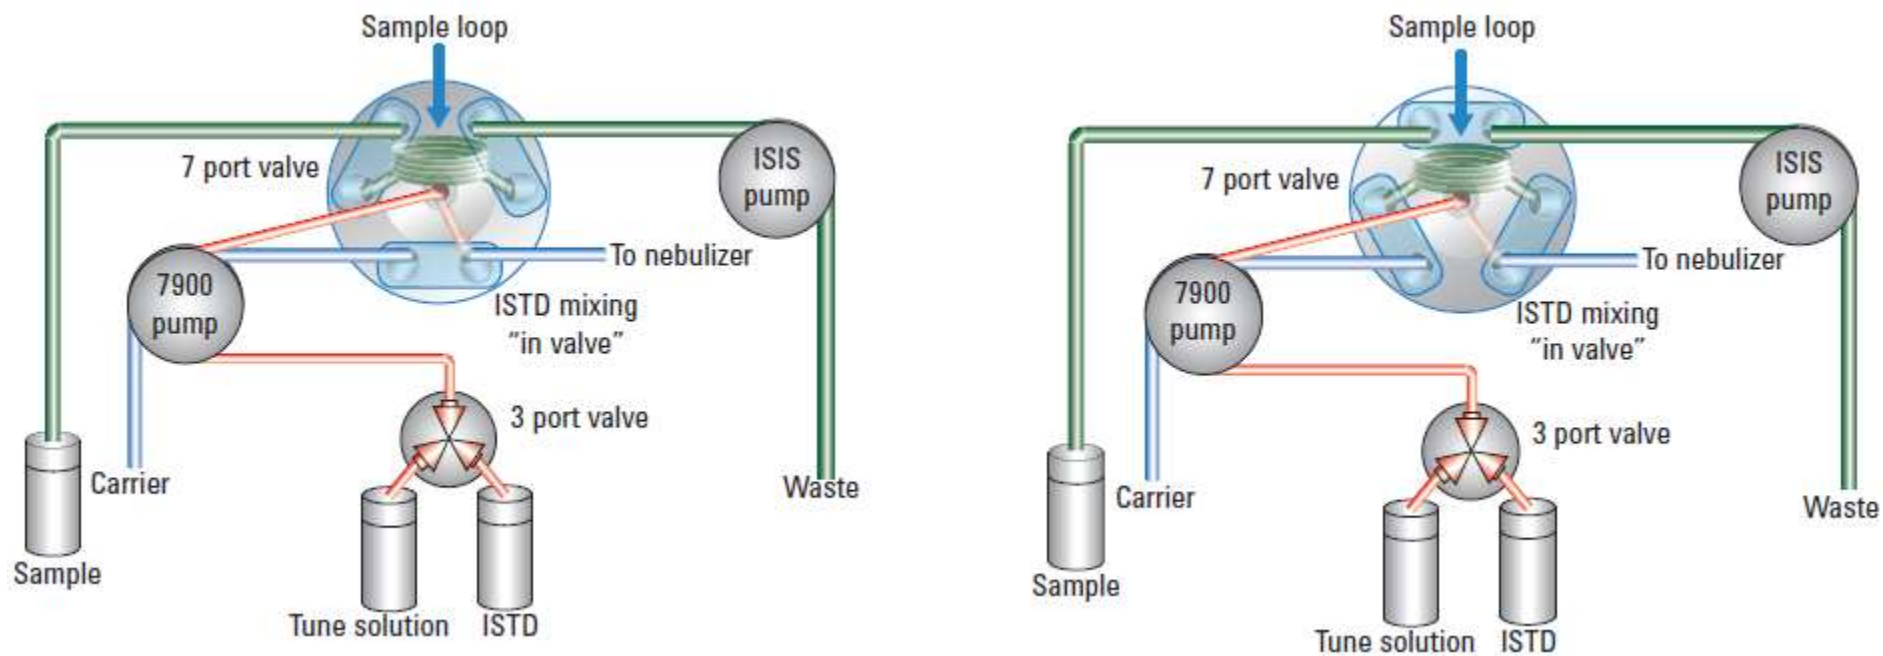 Sample loop
7 port valve
ISIS
pump
To nebulizer
7900
pump
ISTD mixing
“in valve”
3 port valve
Carrier
Waste
Sample
Tune solution
ISTD
Sample loop
7 port valve
ISIS
pump
To nebulizer
7900
pump
ISTD mixing
“in valve”
3 port valve
Carrier
Waste
Sample
Tune solution
ISTD